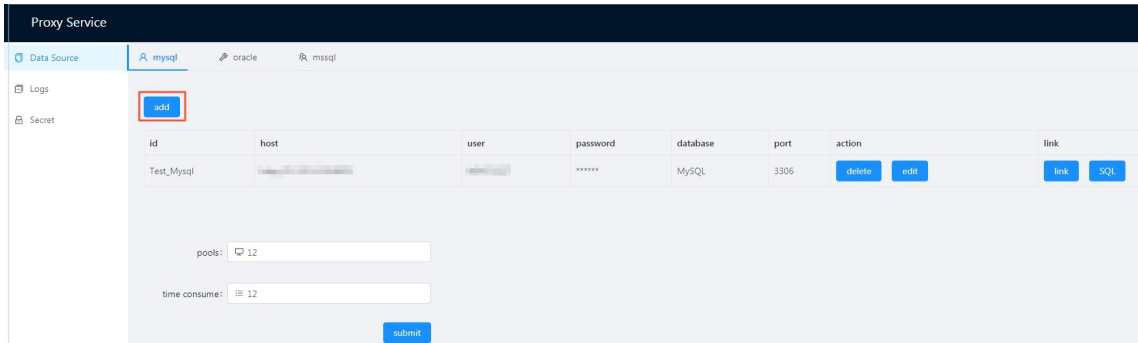 Proxy Service
Data Source
Logs
Secret
mysql oracle mssql
add
id host user password database port action link
Test_Mysql ****** MySQL 3306 delete edit link SQL
pools: 12
time consume: 12
submit